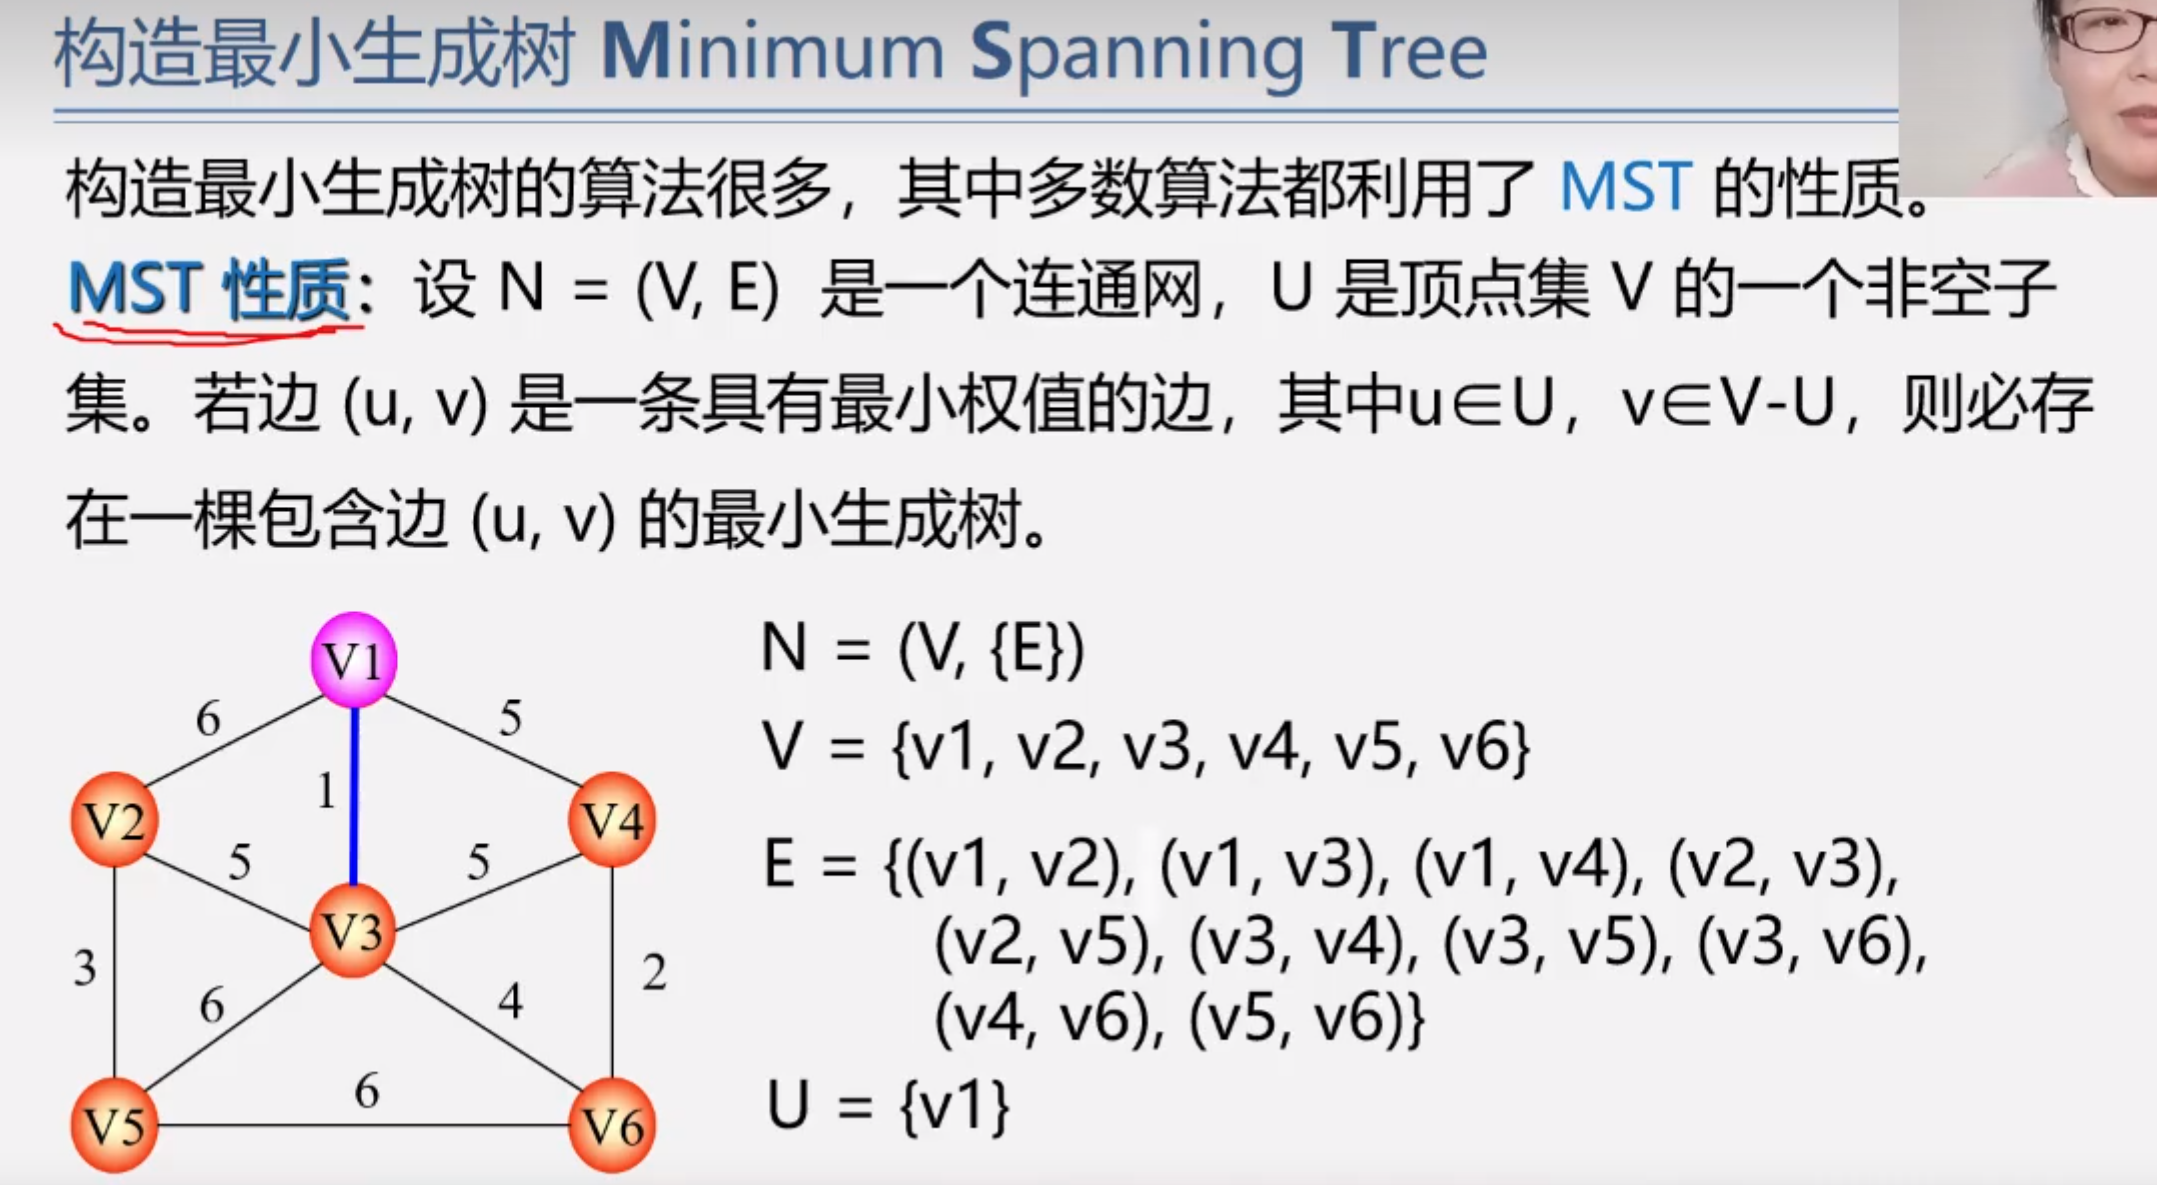 构造最小生成树 Minimum Spanning Tree
构造最小生成树的算法很多，其中多数算法都利用了 MST 的性质。
MST 性质：设 N = (V, E) 是一个连通网，U 是顶点集 V 的一个非空子
集。若边 (u, v) 是一条具有最小权值的边，其中u∈U，v∈V-U，则必存
在一棵包含边 (u, v) 的最小生成树。
V1
6
5
1
V2
V4
5
5
V3
3
2
6
4
6
V5
V6
N = (V, {E})
V = {v1, v2, v3, v4, v5, v6}
E = {(v1, v2), (v1, v3), (v1, v4), (v2, v3),
(v2, v5), (v3, v4), (v3, v5), (v3, v6),
(v4, v6), (v5, v6)}
U = {v1}